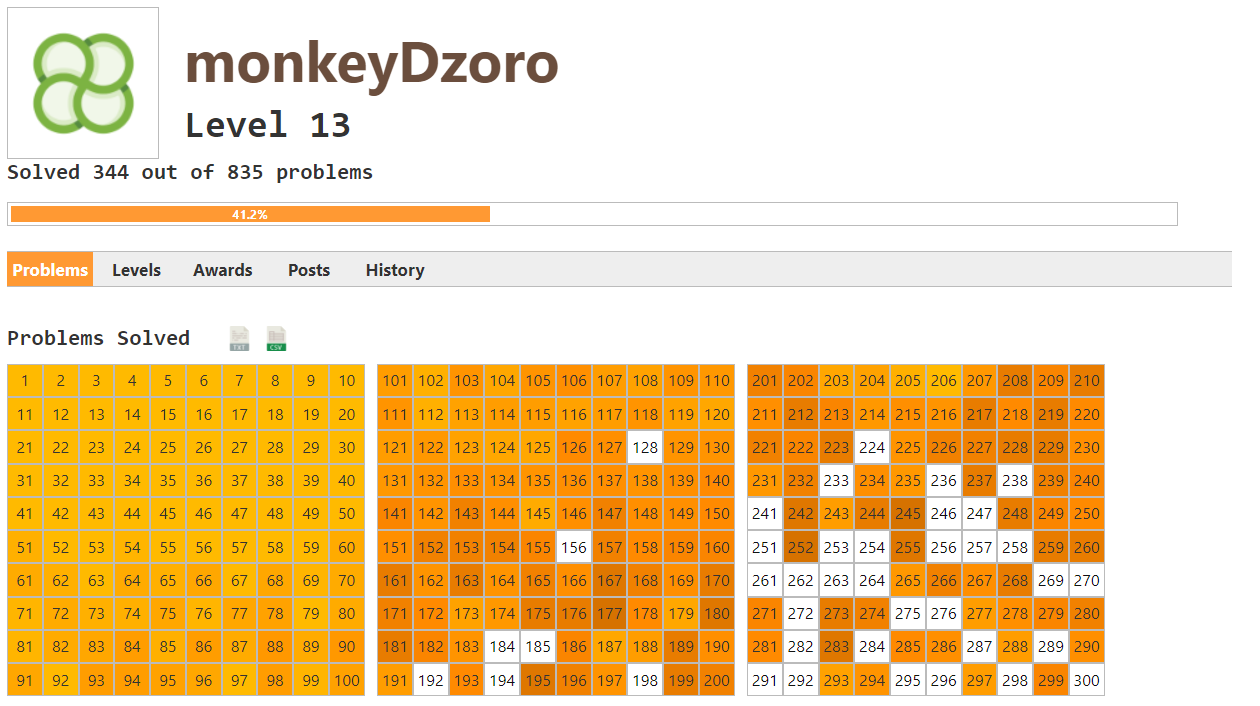 monkeyDzoro
Level 13
Solved 344 out of 835 problems
41.2%
Problems Levels Awards Posts History
Problems Solved TXT CSV
1 2 3 4 5 6 7 8 9 10 101 102 103 104 105 106 107 108 109 110 201 202 203 204 205 206 207 208 209 210
11 12 13 14 15 16 17 18 19 20 111 112 113 114 115 116 117 118 119 120 211 212 213 214 215 216 217 218 219 220
21 22 23 24 25 26 27 28 29 30 121 122 123 124 125 126 127 128 129 130 221 222 223 224 225 226 227 228 229 230
31 32 33 34 35 36 37 38 39 40 131 132 133 134 135 136 137 138 139 140 231 232 233 234 235 236 237 238 239 240
41 42 43 44 45 46 47 48 49 50 141 142 143 144 145 146 147 148 149 150 241 242 243 244 245 246 247 248 249 250
51 52 53 54 55 56 57 58 59 60 151 152 153 154 155 156 157 158 159 160 251 252 253 254 255 256 257 258 259 260
61 62 63 64 65 66 67 68 69 70 161 162 163 164 165 166 167 168 169 170 261 262 263 264 265 266 267 268 269 270
71 72 73 74 75 76 77 78 79 80 171 172 173 174 175 176 177 178 179 180 271 272 273 274 275 276 277 278 279 280
81 82 83 84 85 86 87 88 89 90 181 182 183 184 185 186 187 188 189 190 281 282 283 284 285 286 287 288 289 290
91 92 93 94 95 96 97 98 99 100 191 192 193 194 195 196 197 198 199 200 291 292 293 294 295 296 297 298 299 300